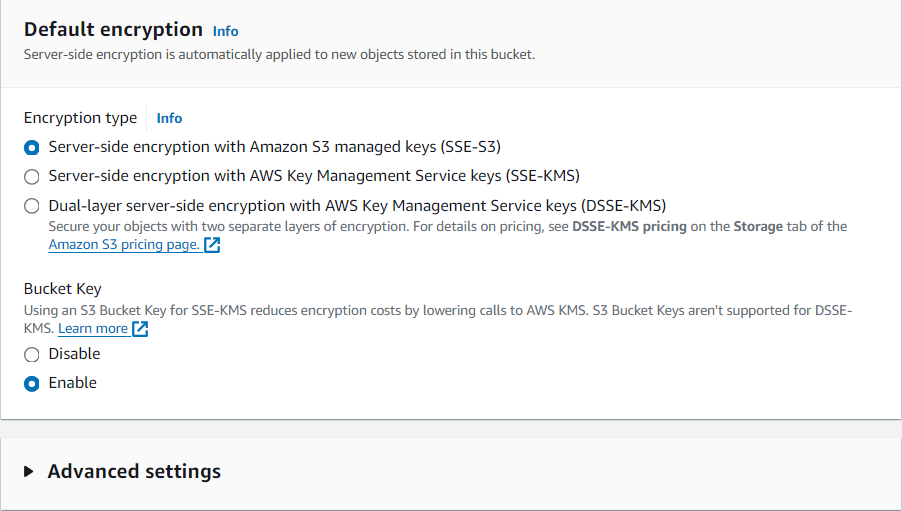 Default encryption Info
Server-side encryption is automatically applied to new objects stored in this bucket.
Encryption type Info
Server-side encryption with Amazon S3 managed keys (SSE-S3)
Server-side encryption with AWS Key Management Service keys (SSE-KMS)
Dual-layer server-side encryption with AWS Key Management Service keys (DSSE-KMS)
Secure your objects with two separate layers of encryption. For details on pricing, see DSSE-KMS pricing on the Storage tab of the
Amazon S3 pricing page.
Bucket Key
Using an S3 Bucket Key for SSE-KMS reduces encryption costs by lowering calls to AWS KMS. S3 Bucket Keys aren't supported for DSSE-
KMS. Learn more
Disable
Enable
Advanced settings